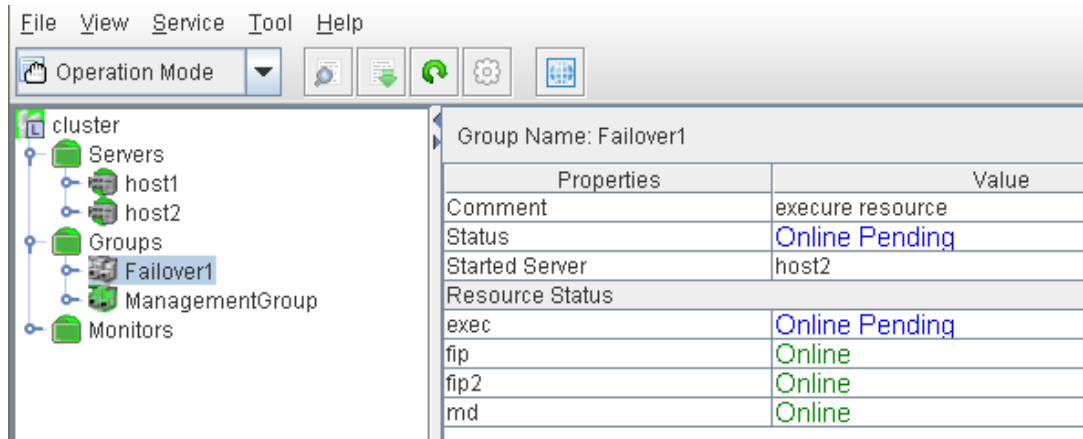 File View Service Tool Help
Operation Mode
cluster
Servers
host1
host2
Groups
Failover1
ManagementGroup
Monitors
Group Name: Failover1
Properties Value
Comment execure resource
Status Online Pending
Started Server host2
Resource Status
exec Online Pending
fip Online
fip2 Online
md Online